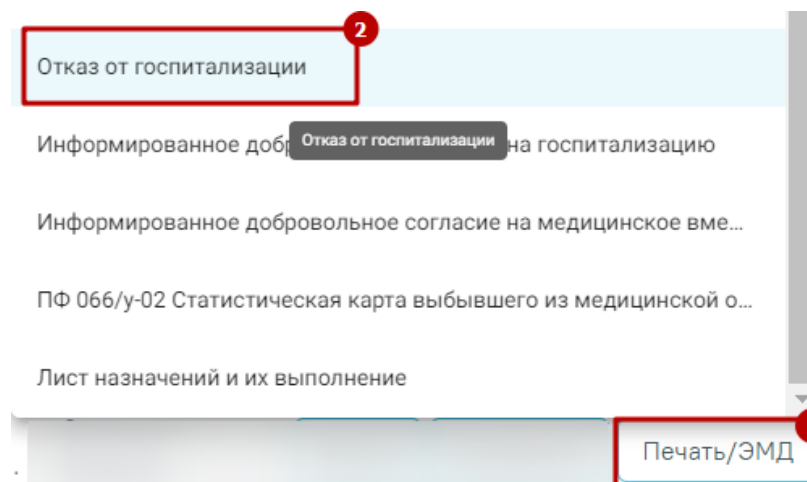 2
Отказ от госпитализации
Информированное добр
Отказ от госпитализации
на госпитализацию
Информированное добровольное согласие на медицинское вме...
ПФ 066/у-02 Статистическая карта выбывшего из медицинской о...
Лист назначений и их выполнение
Печать/ЭМД